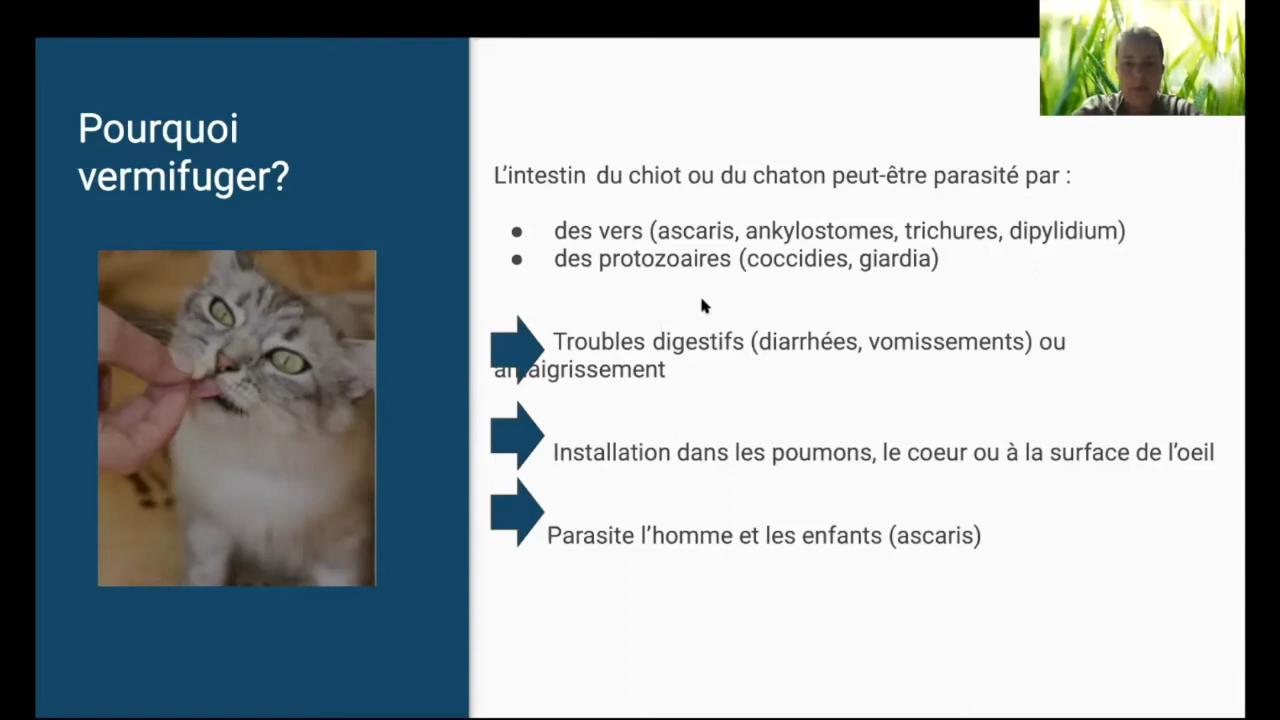 Pourquoi
vermifuger?
L'intestin du chiot ou du chaton peut-être parasité par :
● des vers (ascaris, ankylostomes, trichures, dipylidium)
● des protozoaires (coccidies, giardia)
Troubles digestifs (diarrhées, vomissements) ou
amaigrissement
Installation dans les poumons, le coeur ou à la surface de l'oeil
Parasite l'homme et les enfants (ascaris)